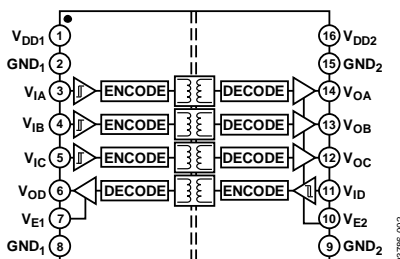 VDD1 1 16 VDD2
GND1 2 15 GND2
VIA 3 ENCODE DECODE 14 VOA
VIB 4 ENCODE DECODE 13 VOB
VIC 5 ENCODE DECODE 12 VOC
VOD 6 DECODE ENCODE 11 VID
VE1 7 10 VE2
GND1 8 9 GND2